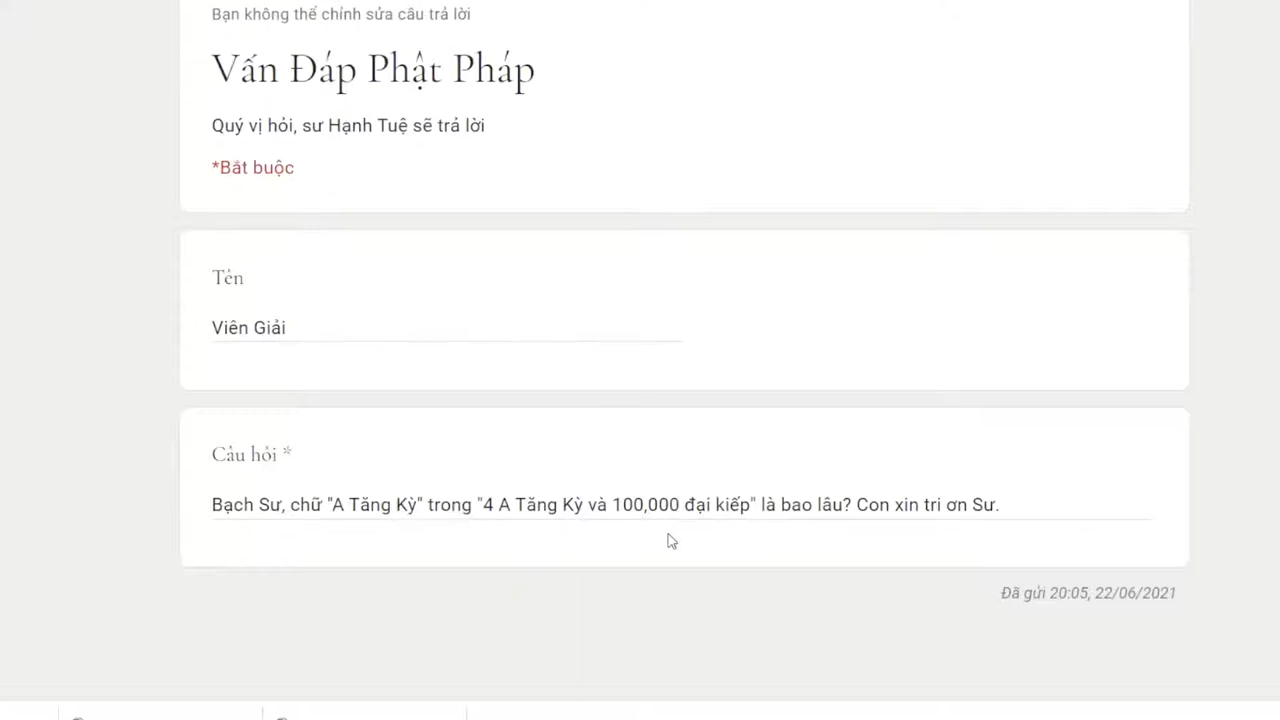 Bạn không thể chỉnh sửa câu trả lời
Vấn Đáp Phật Pháp
Quý vị hỏi, sư Hạnh Tuệ sẽ trả lời
*Bắt buộc
Tên
Viên Giải
Câu hỏi *
Bạch Sư, chữ "A Tăng Kỳ" trong "4 A Tăng Kỳ và 100,000 đại kiếp" là bao lâu? Con xin tri ơn Sư.
Đã gửi 20:05, 22/06/2021